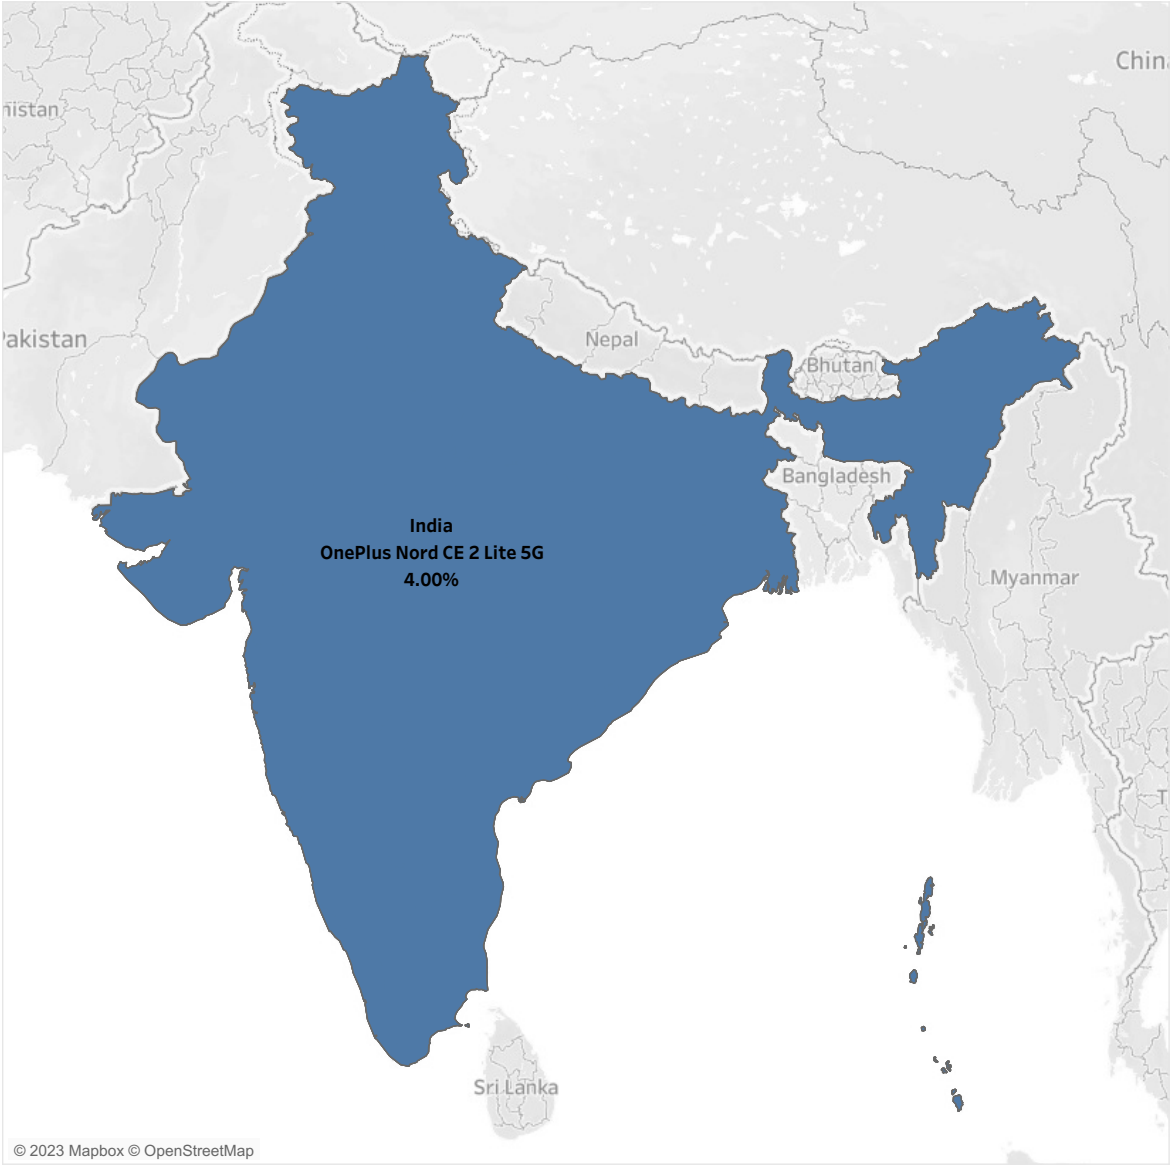 Chin
nistan
Pakistan
Nepal
Bhutan
Bangladesh
India
OnePlus Nord CE 2 Lite 5G
4.00%
Myanmar
T
Sri Lanka
© 2023 Mapbox © OpenStreetMap